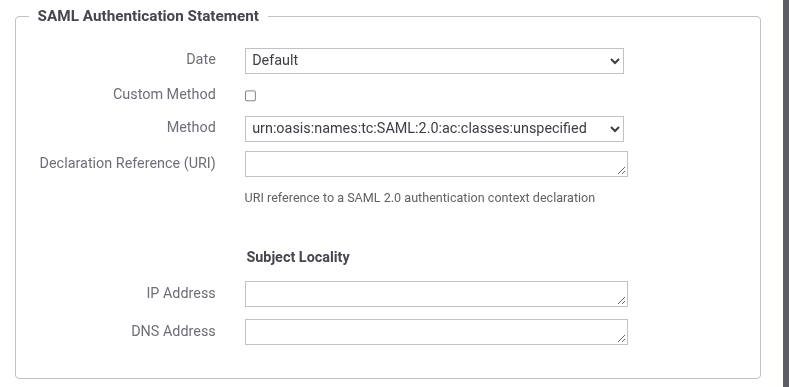 SAML Authentication Statement
Date Default
Custom Method
Method urn:oasis:names:tc:SAML:2.0:ac:classes:unspecified
Declaration Reference (URI)
URI reference to a SAML 2.0 authentication context declaration
Subject Locality
IP Address
DNS Address